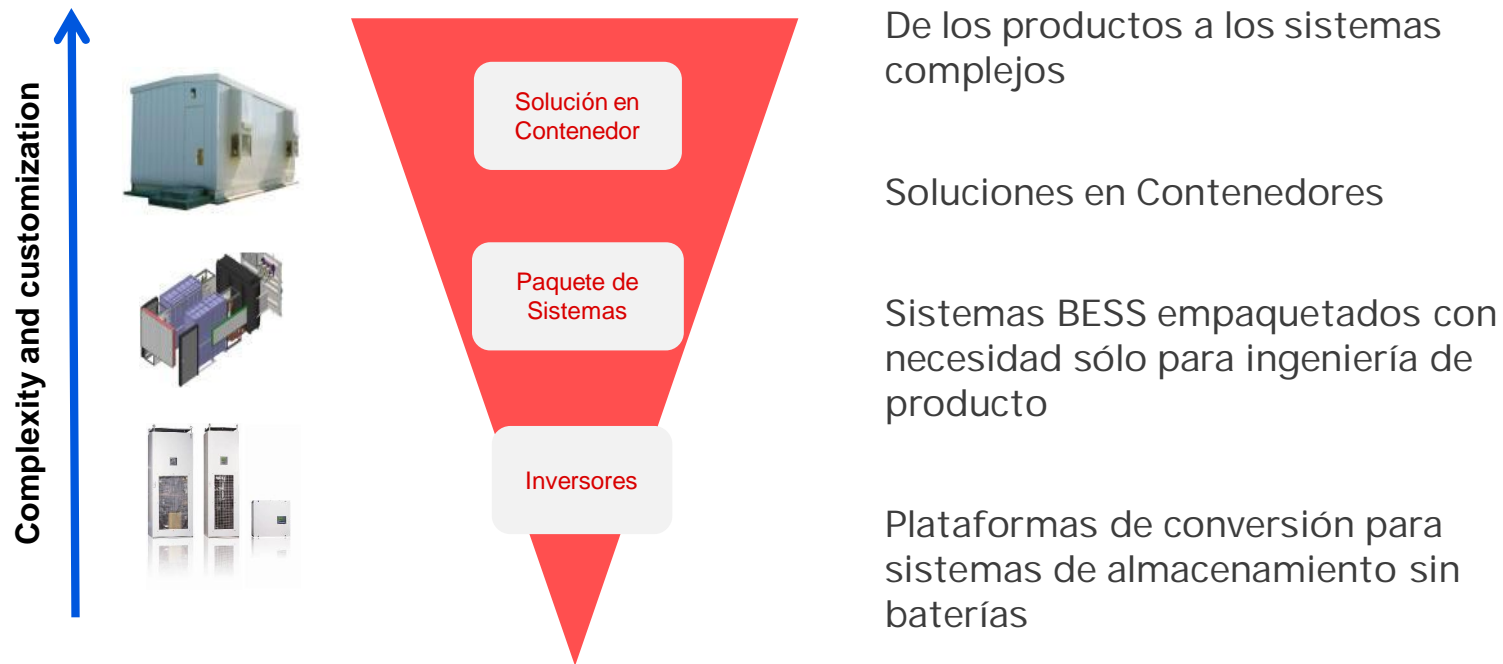 Complexity and customization
Solución en
Contenedor
Paquete de
Sistemas
Inversores
De los productos a los sistemas
complejos
Soluciones en Contenedores
Sistemas BESS empaquetados con
necesidad sólo para ingeniería de
producto
Plataformas de conversión para
sistemas de almacenamiento sin
baterías